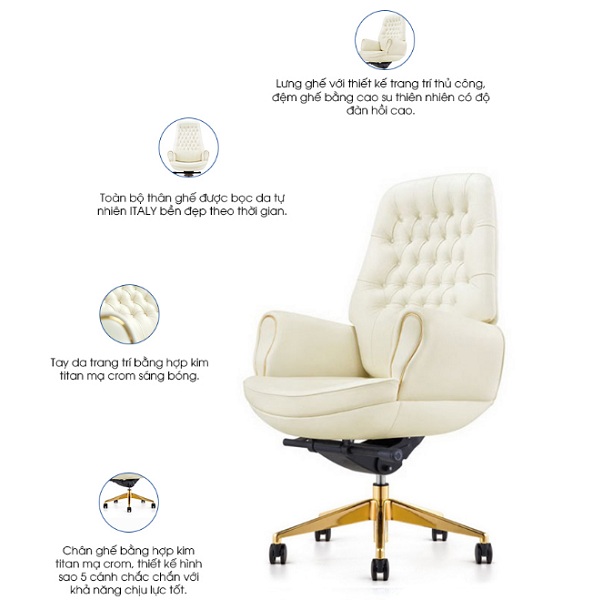 Lưng ghế với thiết kế trang trí thủ công,
đệm ghế bằng cao su thiên nhiên có độ
đàn hồi cao.
Toàn bộ thân ghế được bọc da tự
nhiên ITALY bền đẹp theo thời gian.
Tay da trang trí bằng hợp kim
titan mạ crom sáng bóng.
Chân ghế bằng hợp kim
titan mạ crom, thiết kế hình
sao 5 cánh chắc chắn với
khả năng chịu lực tốt.